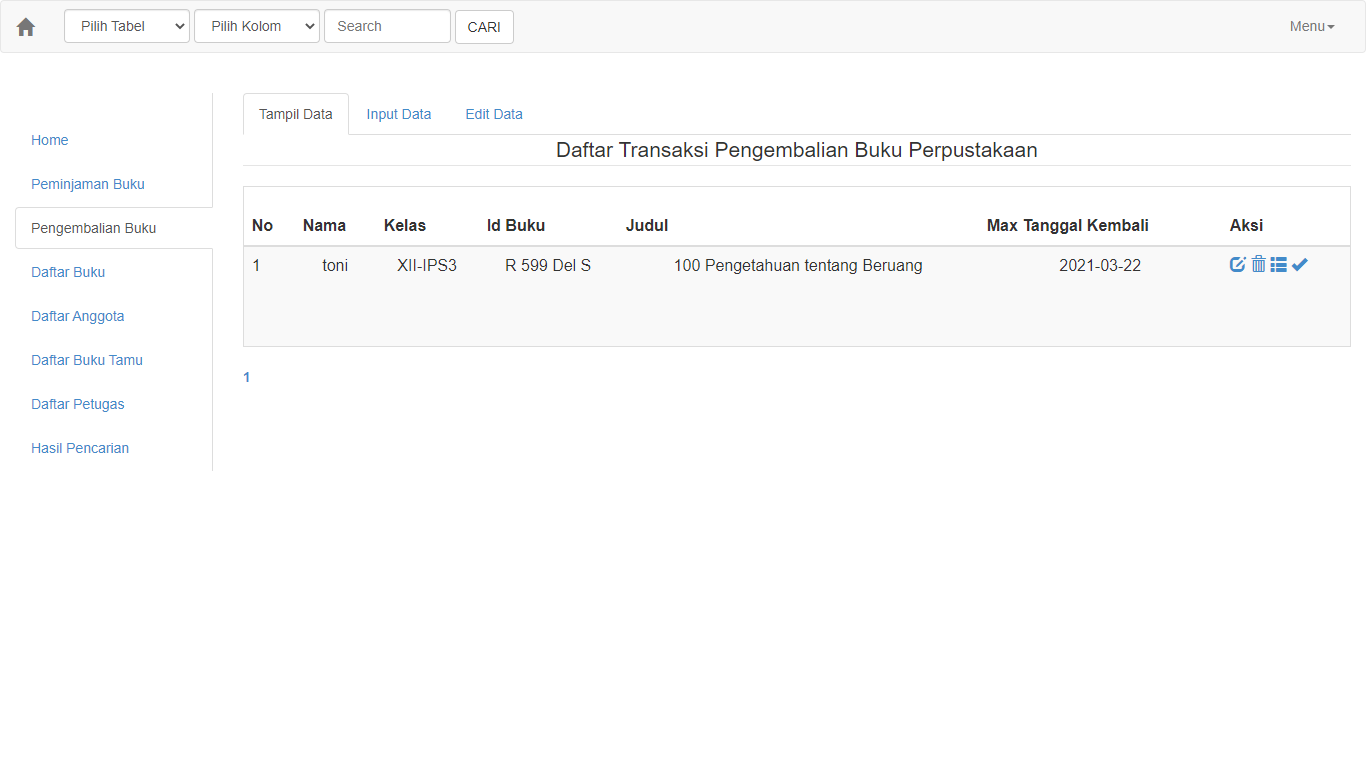 Pilih Tabel Pilih Kolom Search CARI Menu
Tampil Data Input Data Edit Data
Home
Peminjaman Buku
Pengembalian Buku
Daftar Buku
Daftar Anggota
Daftar Buku Tamu
Daftar Petugas
Hasil Pencarian
Daftar Transaksi Pengembalian Buku Perpustakaan
No Nama Kelas Id Buku Judul Max Tanggal Kembali Aksi
1 toni XII-IPS3 R 599 Del S 100 Pengetahuan tentang Beruang 2021-03-22
1